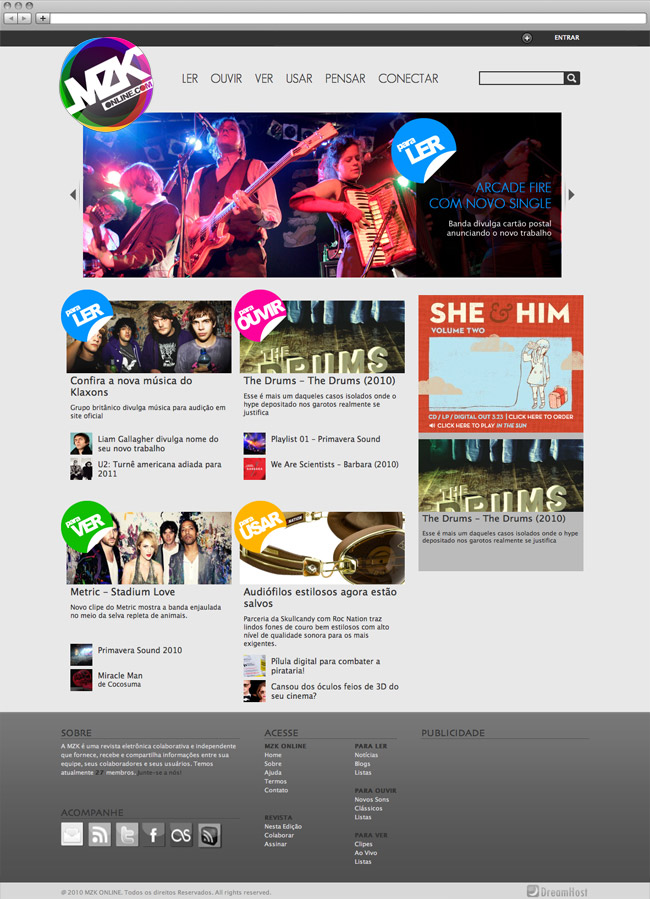 ENTRAR
MZK
ONLINE.COM
LER OUVIR VER USAR PENSAR CONECTAR
para
LER
ARCADE FIRE
COM NOVO SINGLE
Banda divulga cartão postal
anunciando o novo trabalho
para
LER
Confira a nova música do
Klaxons
Grupo britânico divulga música para audição em
site oficial
Liam Gallagher divulga nome do
seu novo trabalho
U2: Turnê americana adiada para
2011
para
OUVIR
THE
DRUMS
The Drums – The Drums (2010)
Esse é mais um daqueles casos isolados onde o
hype depositado nos garotos realmente se
justifica
Playlist 01 – Primavera Sound
We Are Scientists – Barbara (2010)
SHE & HIM
VOLUME TWO
CD / LP / DIGITAL OUT 3.23 | CLICK HERE TO ORDER
CLICK HERE TO PLAY IN THE SUN
THE
DRUMS
The Drums – The Drums (2010)
Esse é mais um daqueles casos isolados onde o hype
depositado nos garotos realmente se justifica
para
VER
Metric – Stadium Love
Novo clipe do Metric mostra a banda enjaulada
no meio da selva repleta de animais.
Primavera Sound 2010
Miracle Man
de Cocosuma
para
USAR
Audiófilos estilosos agora estão
salvos
Parceria da Skullcandy com Roc Nation traz
lindos fones de couro bem estilosos com alto
nível de qualidade sonora para os mais
exigentes.
Pílula digital para combater a
pirataria!
Cansou dos óculos feios de 3D do
seu cinema?
SOBRE
A MZK é uma revista eletrônica colaborativa e independente
que fornece, recebe e compartilha informações entre sua
equipe, seus colaboradores e seus usuários. Temos
atualmente 27 membros. Junte-se a nós!
ACOMPANHE
ACESSE
MZK ONLINE
Home
Sobre
Ajuda
Termos
Contato
REVISTA
Nesta Edição
Colaborar
Assinar
PARA LER
Notícias
Blogs
Listas
PARA OUVIR
Novos Sons
Clássicos
Listas
PARA VER
Clipes
Ao Vivo
Listas
PUBLICIDADE
@ 2010 MZK ONLINE. Todos os direitos Reservados. All rights reserved.
DreamHost